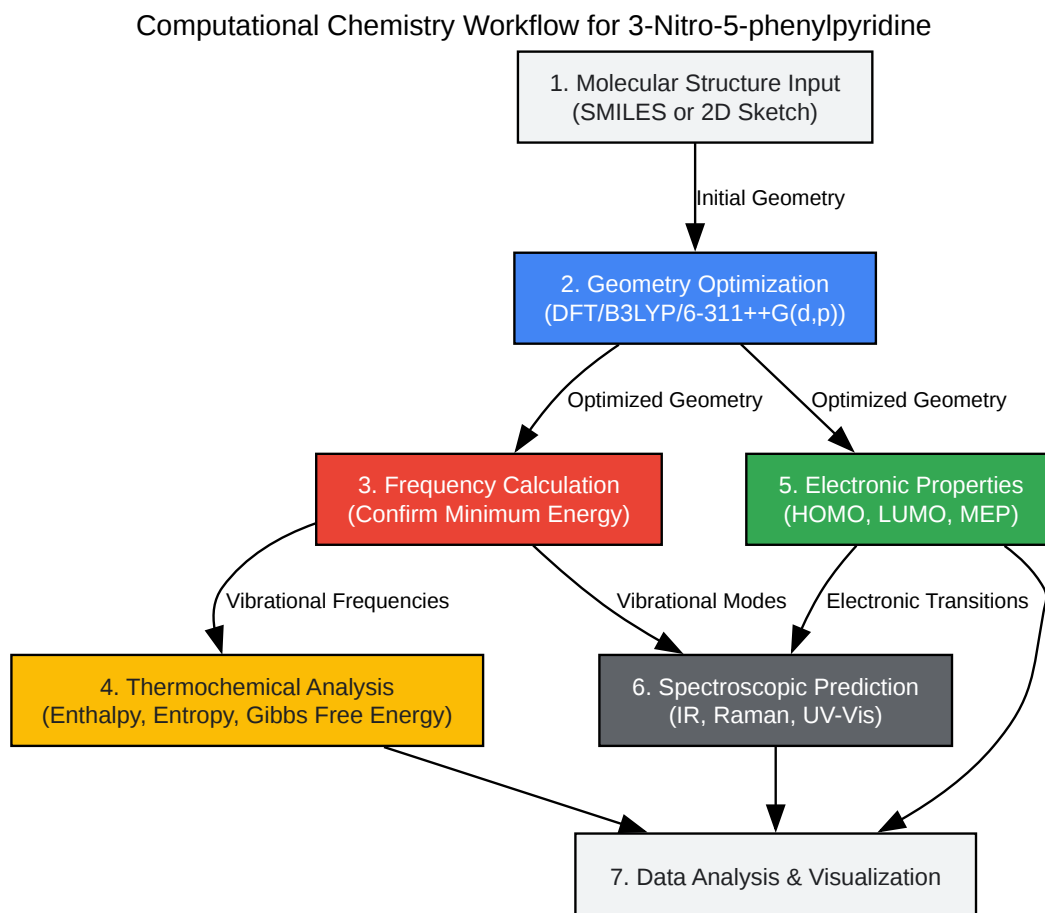 Computational Chemistry Workflow for 3-Nitro-5-phenylpyridine
1. Molecular Structure Input
(SMILES or 2D Sketch)
Initial Geometry
2. Geometry Optimization
(DFT/B3LYP/6-311++G(d,p))
Optimized Geometry
Optimized Geometry
3. Frequency Calculation
(Confirm Minimum Energy)
5. Electronic Properties
(HOMO, LUMO, MEP)
Vibrational Frequencies
Vibrational Modes
Electronic Transitions
4. Thermochemical Analysis
(Enthalpy, Entropy, Gibbs Free Energy)
6. Spectroscopic Prediction
(IR, Raman, UV-Vis)
7. Data Analysis & Visualization